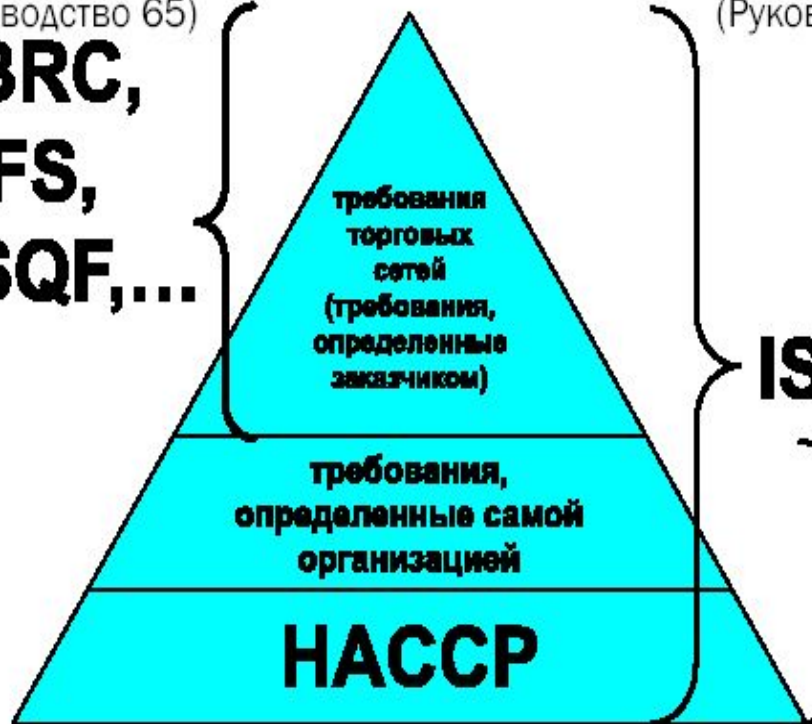 водство 65)
(Руков
BRC,
FS,
SQF,...
требования
торговых
сетей
(требования,
определенные
заказчиком)
IS
требования,
определенные самой
организацией
HACCP